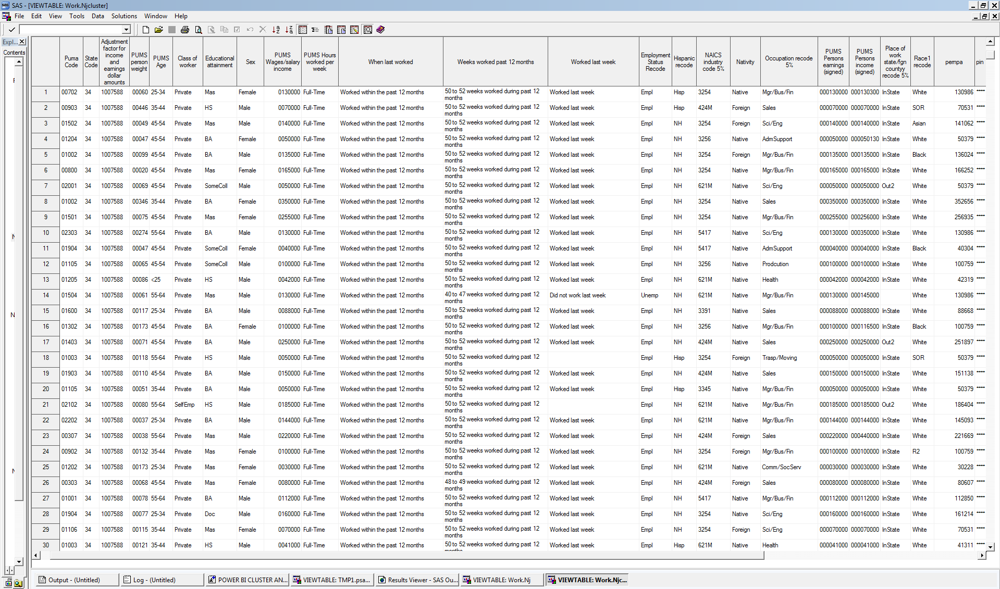 SAS - [VIEWTABLE: Work.Njcluster]
File Edit View Tools Data Solutions Window Help
Expl...
Contents
Puma Code State Code Adjustment factor for income and earnings dollar amounts PUMS person weight PUMS Age Class of worker Educational attainment Sex PUMS Wages/salary income PUMS Hours worked per week When last worked Weeks worked past 12 months Worked last week Employment Status Recode Hispanic recode NAICS industry code 5% Nativity Occupation recode 5% PUMS Persons earnings (signed) PUMS Persons income (signed) Place of work state/fgn countyy recode 5% Race1 recode pernpa pin
1 00702 34 1007588 00060 25-34 Private Mas Female 0130000 Full-Time Worked within the past 12 months 50 to 52 weeks worked during past 12 months Worked last week Empl Hisp 3254 Native Mgr/Bus/Fin 000130000 000130300 InState White 130986 ****
2 00903 34 1007588 00446 35-44 Private HS Male 0070000 Full-Time Worked within the past 12 months 50 to 52 weeks worked during past 12 months Worked last week Empl Hisp 424M Foreign Sales 000070000 000070000 InState SOR 70531 ****
3 01502 34 1007588 00049 45-54 Private Mas Male 0140000 Full-Time Worked within the past 12 months 50 to 52 weeks worked during past 12 months Worked last week Empl NH 3254 Foreign Sci/Eng 000140000 000140000 InState Asian 141062 ****
4 01204 34 1007588 00047 45-54 Private BA Female 0050000 Full-Time Worked within the past 12 months 50 to 52 weeks worked during past 12 months Worked last week Empl NH 3256 Native AdmSupport 000050000 000050130 InState White 50379 ****
5 01002 34 1007588 00099 45-54 Private BA Male 0135000 Full-Time Worked within the past 12 months 50 to 52 weeks worked during past 12 months Worked last week Empl NH 3254 Foreign Mgr/Bus/Fin 000135000 000135000 InState Black 136024 ****
6 00800 34 1007588 00020 45-54 Private Mas Female 0165000 Full-Time Worked within the past 12 months 50 to 52 weeks worked during past 12 months Worked last week Empl NH 3254 Native Mgr/Bus/Fin 000165000 000165000 InState White 166252 ****
7 02001 34 1007588 00069 45-54 Private SomeColl Male 0050000 Full-Time Worked within the past 12 months 50 to 52 weeks worked during past 12 months Worked last week Empl NH 621M Native Sci/Eng 000050000 000050000 Out2 White 50379 ****
8 01002 34 1007588 00346 35-44 Private BA Female 0350000 Full-Time Worked within the past 12 months 50 to 52 weeks worked during past 12 months Worked last week Empl NH 3254 Native Sales 000350000 000350000 InState White 352656 ****
9 01501 34 1007588 00075 45-54 Private Mas Female 0255000 Full-Time Worked within the past 12 months 50 to 52 weeks worked during past 12 months Worked last week Empl NH 3254 Native Mgr/Bus/Fin 000255000 000256000 InState White 256935 ****
10 02303 34 1007588 00274 55-64 Private BA Male 0130000 Full-Time Worked within the past 12 months 50 to 52 weeks worked during past 12 months Worked last week Empl NH 5417 Native Sci/Eng 000130000 000350000 InState White 130986 ****
11 01904 34 1007588 00047 45-54 Private SomeColl Female 0040000 Full-Time Worked within the past 12 months 50 to 52 weeks worked during past 12 months Worked last week Empl NH 5417 Native AdmSupport 000040000 000040000 InState Black 40304 ****
12 01105 34 1007588 00065 45-54 Private SomeColl Male 0100000 Full-Time Worked within the past 12 months 50 to 52 weeks worked during past 12 months Worked last week Empl NH 3256 Native Prodcution 000100000 000100000 InState White 100759 ****
13 01205 34 1007588 00086 <25 Private HS Male 0042000 Full-Time Worked within the past 12 months 50 to 52 weeks worked during past 12 months Worked last week Empl NH 621M Native Health 000042000 000042000 InState White 42319 ****
14 01504 34 1007588 00061 55-64 Private Mas Male 0130000 Full-Time Worked within the past 12 months 40 to 47 weeks worked during past 12 months Did not work last week Unemp NH 621M Native Mgr/Bus/Fin 000130000 000145000 White 130986 ****
15 01600 34 1007588 00117 25-34 Private BA Male 0088000 Full-Time Worked within the past 12 months 50 to 52 weeks worked during past 12 months Worked last week Empl NH 3391 Native Sales 000088000 000088000 InState White 88668 ****
16 01302 34 1007588 00173 45-54 Private BA Female 0100000 Full-Time Worked within the past 12 months 50 to 52 weeks worked during past 12 months Worked last week Empl NH 3256 Native Mgr/Bus/Fin 000100000 000116500 InState Black 100759 ****
17 01403 34 1007588 00071 45-54 Private BA Male 0250000 Full-Time Worked within the past 12 months 50 to 52 weeks worked during past 12 months Worked last week Empl NH 424M Native Sales 000250000 000250000 Out2 White 251897 ****
18 01003 34 1007588 00118 55-64 Private HS Male 0050000 Full-Time Worked within the past 12 months 50 to 52 weeks worked during past 12 months Empl Hisp 3254 Foreign Trasp/Moving 000050000 000050000 InState SOR 50379 ****
19 01903 34 1007588 00110 45-54 Private BA Male 0150000 Full-Time Worked within the past 12 months 50 to 52 weeks worked during past 12 months Worked last week Empl NH 424M Native Sales 000150000 000150000 InState White 151138 ****
20 01105 34 1007588 00051 35-44 Private BA Male 0050000 Full-Time Worked within the past 12 months 50 to 52 weeks worked during past 12 months Worked last week Empl Hisp 3345 Native Mgr/Bus/Fin 000050000 000050000 InState White 50379 ****
21 02102 34 1007588 00080 55-64 SelfEmp HS Male 0185000 Full-Time Worked within the past 12 months 50 to 52 weeks worked during past 12 months Empl NH 621M Native Mgr/Bus/Fin 000185000 000185000 Out2 White 186404 ****
22 02202 34 1007588 00037 25-34 Private BA Male 0144000 Full-Time Worked within the past 12 months 50 to 52 weeks worked during past 12 months Worked last week Empl NH 621M Native Mgr/Bus/Fin 000144000 000144000 InState White 145093 ****
23 00307 34 1007588 00038 55-64 Private Mas Male 0220000 Full-Time Worked within the past 12 months 50 to 52 weeks worked during past 12 months Worked last week Empl NH 424M Foreign Sales 000220000 000440000 InState White 221669 ****
24 00902 34 1007588 00132 35-44 Private Mas Female 0100000 Full-Time Worked within the past 12 months 50 to 52 weeks worked during past 12 months Worked last week Empl NH 3254 Foreign Mgr/Bus/Fin 000100000 000100000 InState R2 100759 ****
25 01202 34 1007588 00173 25-34 Private Mas Female 0030000 Full-Time Worked within the past 12 months 50 to 52 weeks worked during past 12 months Worked last week Empl NH 621M Native Comm/SocServ 000030000 000030000 InState White 30228 ****
26 00303 34 1007588 00068 45-54 Private Mas Female 0080000 Full-Time Worked within the past 12 months 48 to 49 weeks worked during past 12 months Worked last week Empl NH 424M Foreign Sales 000080000 000080000 InState White 80607 ****
27 01001 34 1007588 00078 55-64 Private BA Male 0112000 Full-Time Worked within the past 12 months 50 to 52 weeks worked during past 12 months Worked last week Empl NH 5417 Native Mgr/Bus/Fin 000112000 000112000 InState White 112850 ****
28 01904 34 1007588 00077 25-34 Private Doc Male 0160000 Full-Time Worked within the past 12 months 50 to 52 weeks worked during past 12 months Worked last week Empl NH 3254 Native Sci/Eng 000160000 000160000 InState White 161214 ****
29 01106 34 1007588 00115 35-44 Private Mas Female 0070000 Full-Time Worked within the past 12 months 50 to 52 weeks worked during past 12 months Worked last week Empl NH 3254 Foreign Sci/Eng 000070000 000070000 InState White 70531 ****
30 01003 34 1007588 00121 35-44 Private HS Male 0041000 Full-Time Worked within the past 12 months 50 to 52 weeks worked during past 12 months Worked last week Empl Hisp 621M Native Health 000041000 000041000 InState White 41311 ****
Output - (Untitled) Log - (Untitled) POWER BI CLUSTER AN... VIEWTABLE: TMP1.psa... Results Viewer - SAS Ou... VIEWTABLE: Work.Nj VIEWTABLE: Work.Njc...